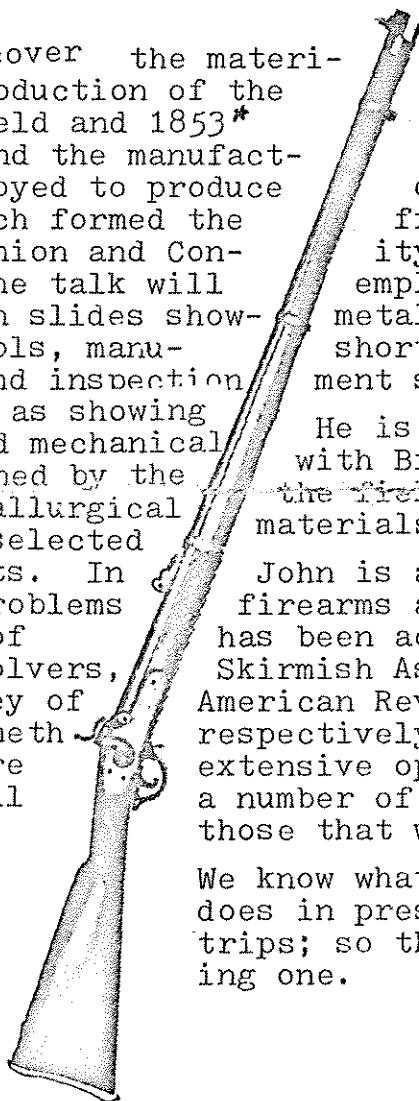 cover the materi-
oduction of the
eld and 1853*
nd the manufact-
oyed to produce
ch formed the
nion and Con-
he talk will
n slides show-
ols, manu-
nd inspection
as showing
d mechanical
ned by the
allurgical
selected
ts. In
roblems
of
olvers,
ey of
neth
re
ll
c
fi
ity
empl
metal
short
ment s
He is
with Br
the fiel
materials
John is a
firearms a
has been ac
Skirmish As
American Rev
respectively
extensive op
a number of
those that w
We know what
does in pres
trips; so th
ing one.